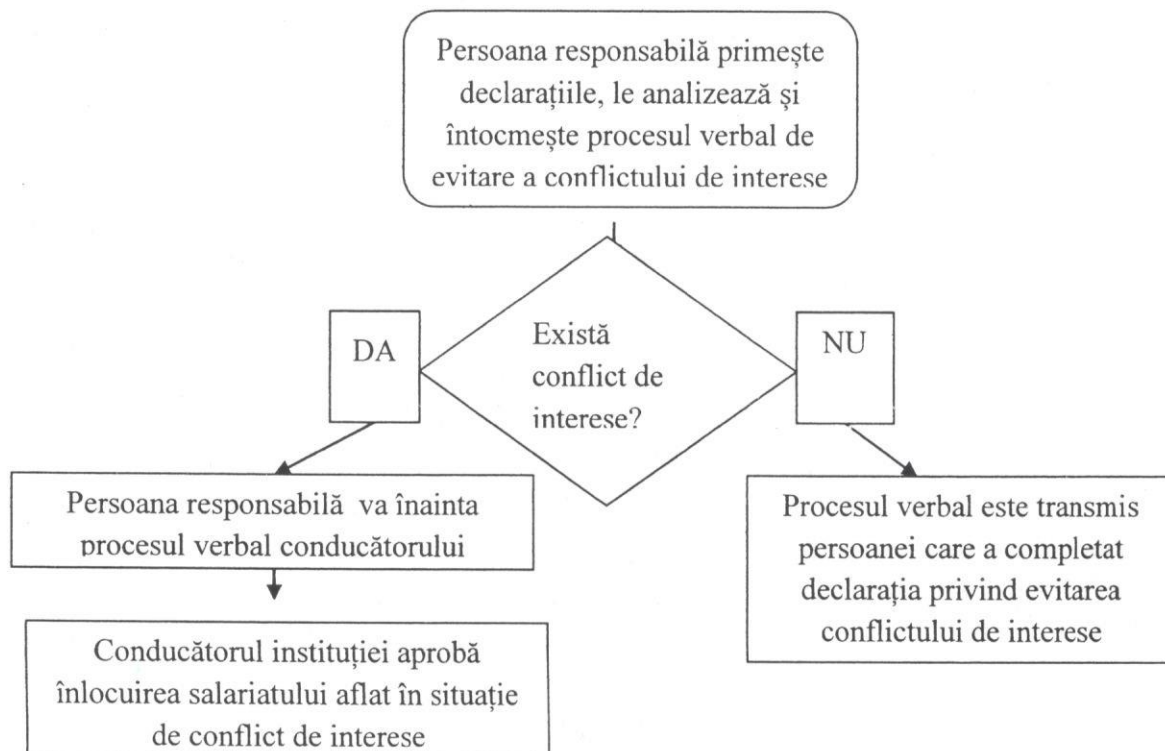 Persoana responsabilă primește
declarațiile, le analizează și
întocmește procesul verbal de
evitare a conflictului de interese
DA
Există
conflict de
interese?
NU
Persoana responsabilă va înainta
procesul verbal conducătorului
Procesul verbal este transmis
persoanei care a completat
declarația privind evitarea
conflictului de interese
Conducătorul instituției aprobă
înlocuirea salariatului aflat în situație
de conflict de interese